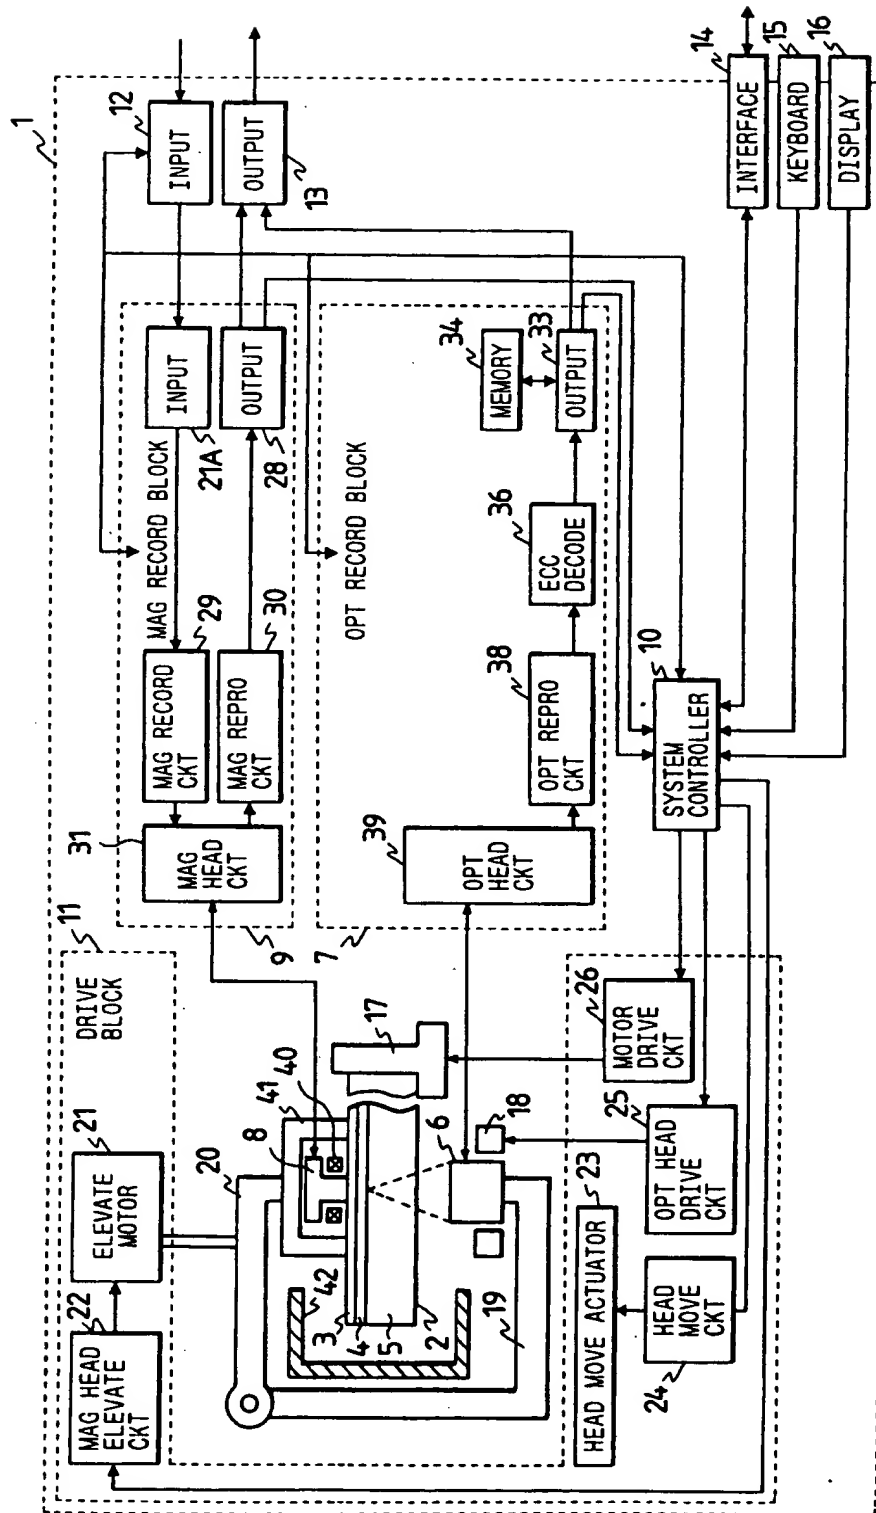 1
11
DRIVE
BLOCK
22
MAG HEAD
ELEVATE
CKT
21
ELEVATE
MOTOR
20
41
8
40
42
3
4
5
2
19
6
18
17
31
MAG
HEAD
CKT
9
MAG RECORD BLOCK
29
MAG RECORD
CKT
30
MAG REPRO
CKT
21A
INPUT
28
OUTPUT
12
INPUT
13
OUTPUT
7
OPT RECORD BLOCK
39
OPT
HEAD
CKT
38
OPT REPRO
CKT
36
ECC
DECODE
34
MEMORY
33
OUTPUT
10
SYSTEM
CONTROLLER
14
INTERFACE
15
KEYBOARD
16
DISPLAY
23
HEAD MOVE ACTUATOR
24
HEAD
MOVE
CKT
25
OPT HEAD
DRIVE
CKT
26
MOTOR
DRIVE
CKT